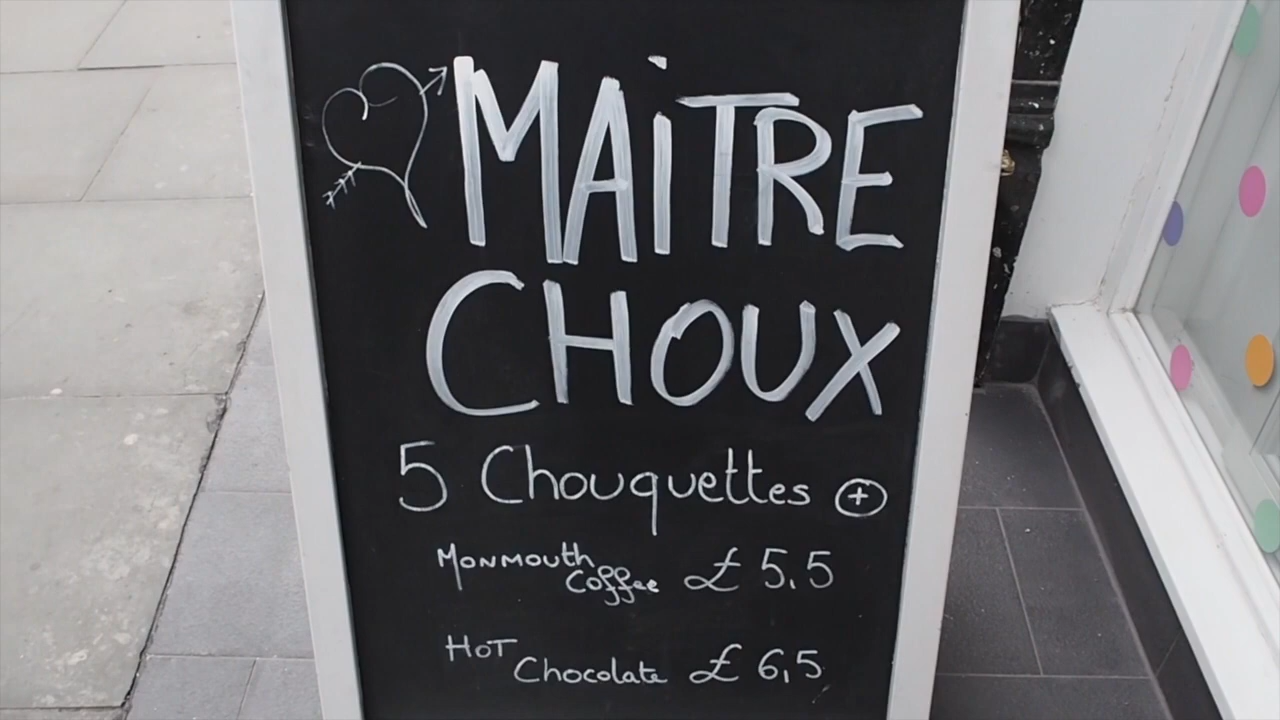 MAiTRE
CHOUX
5 Chouquettes +
MONMOUTH Coffee £ 5,5
HOT Chocolate £ 6,5